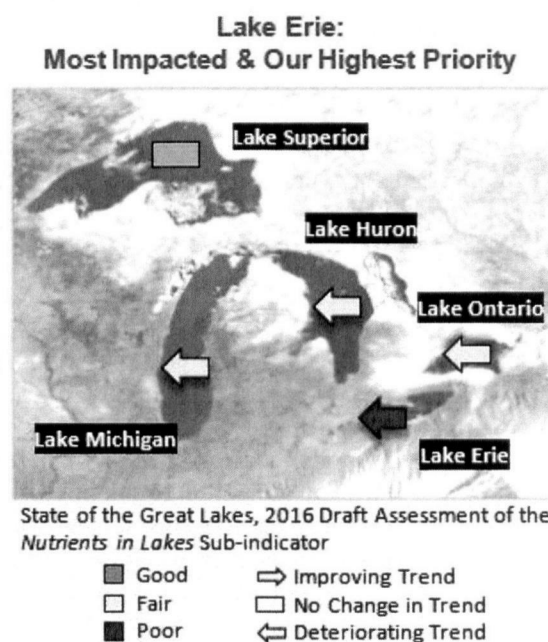 Lake Erie:
Most Impacted & Our Highest Priority
Lake Superior
Lake Huron
Lake Ontario
Lake Michigan
Lake Erie
State of the Great Lakes, 2016 Draft Assessment of the
Nutrients in Lakes Sub-indicator
Good
Improving Trend
Fair
No Change in Trend
Poor
Deteriorating Trend